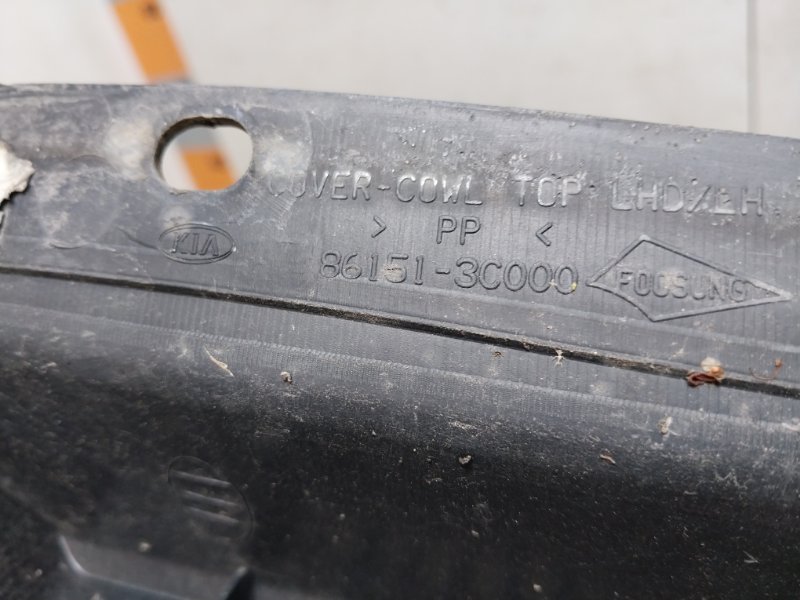 COVER-COWL TOP LHD/LH
> PP <
KIA
86151-3C000
FOOSUNG